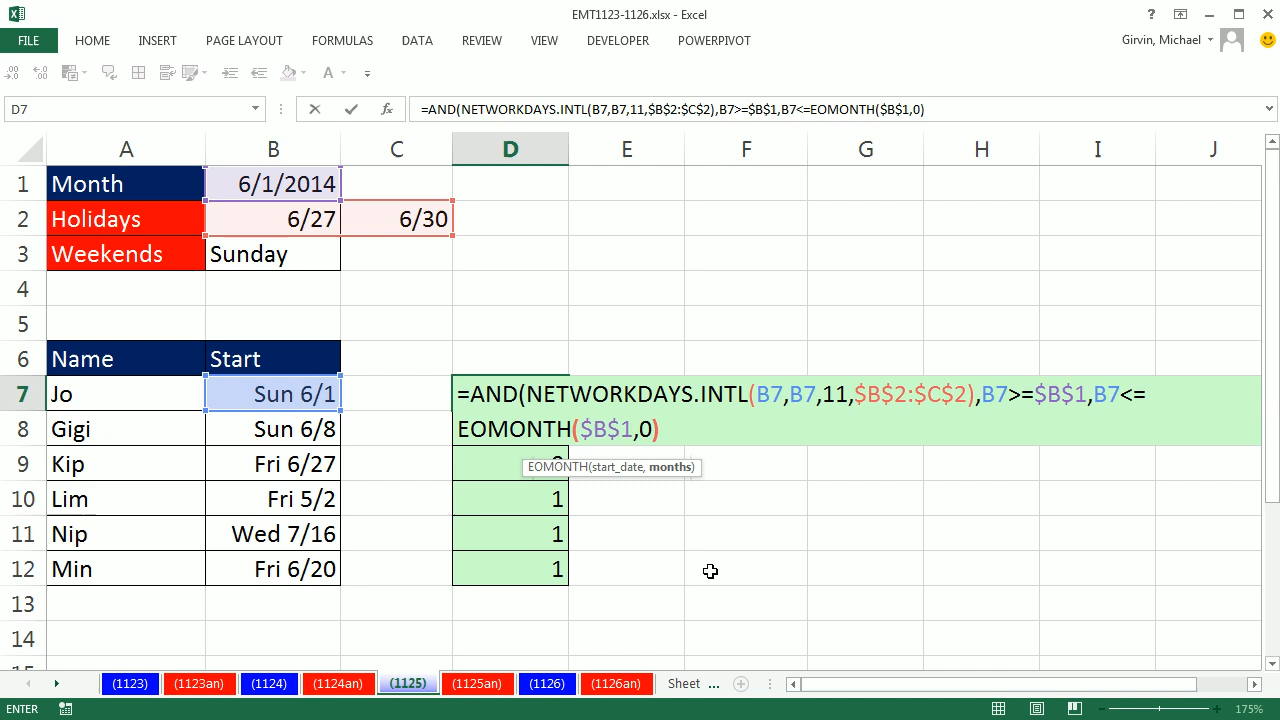 EMT1123-1126.xlsx - Excel
FILE HOME INSERT PAGE LAYOUT FORMULAS DATA REVIEW VIEW DEVELOPER POWERPIVOT Girvin, Michael
D7 =AND(NETWORKDAYS.INTL(B7,B7,11,$B$2:$C$2),B7>=$B$1,B7<=EOMONTH($B$1,0)
A B C D E F G H I J
1 Month 6/1/2014
2 Holidays 6/27 6/30
3 Weekends Sunday
4
5
6 Name Start
7 Jo Sun 6/1 =AND(NETWORKDAYS.INTL(B7,B7,11,$B$2:$C$2),B7>=$B$1,B7<=
8 Gigi Sun 6/8 EOMONTH($B$1,0)
9 Kip Fri 6/27 EOMONTH(start_date, months)
10 Lim Fri 5/2 1
11 Nip Wed 7/16 1
12 Min Fri 6/20 1
13
14
(1123) (1123an) (1124) (1124an) (1125) (1125an) (1126) (1126an) Sheet ...
ENTER 175%